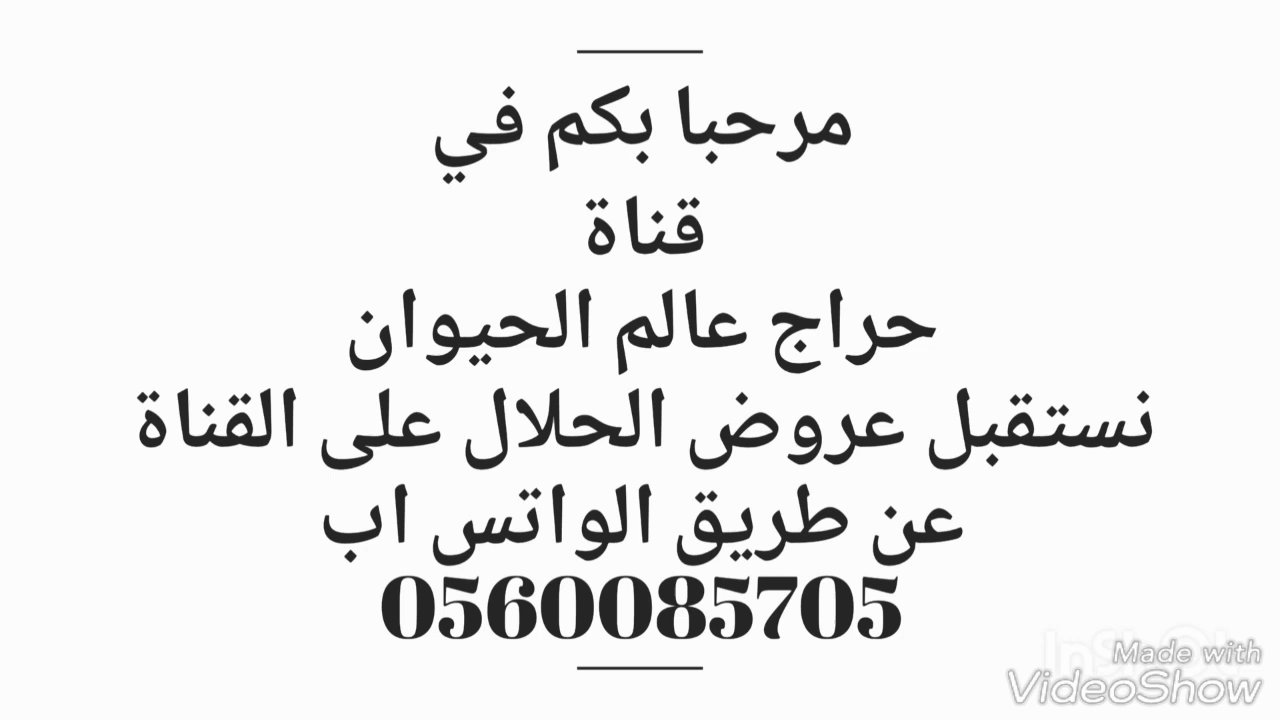 مرحبا بكم في
قناة
حراج عالم الحيوان
نستقبل عروض الحلال على القناة
عن طريق الواتس اب
0560085705
InShOt
Made with
VideoShow